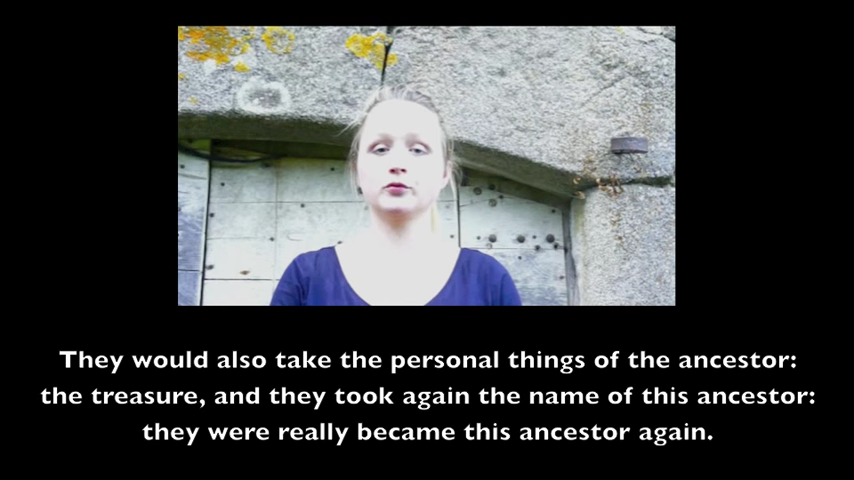 They would also take the personal things of the ancestor:
the treasure, and they took again the name of this ancestor:
they were really became this ancestor again.